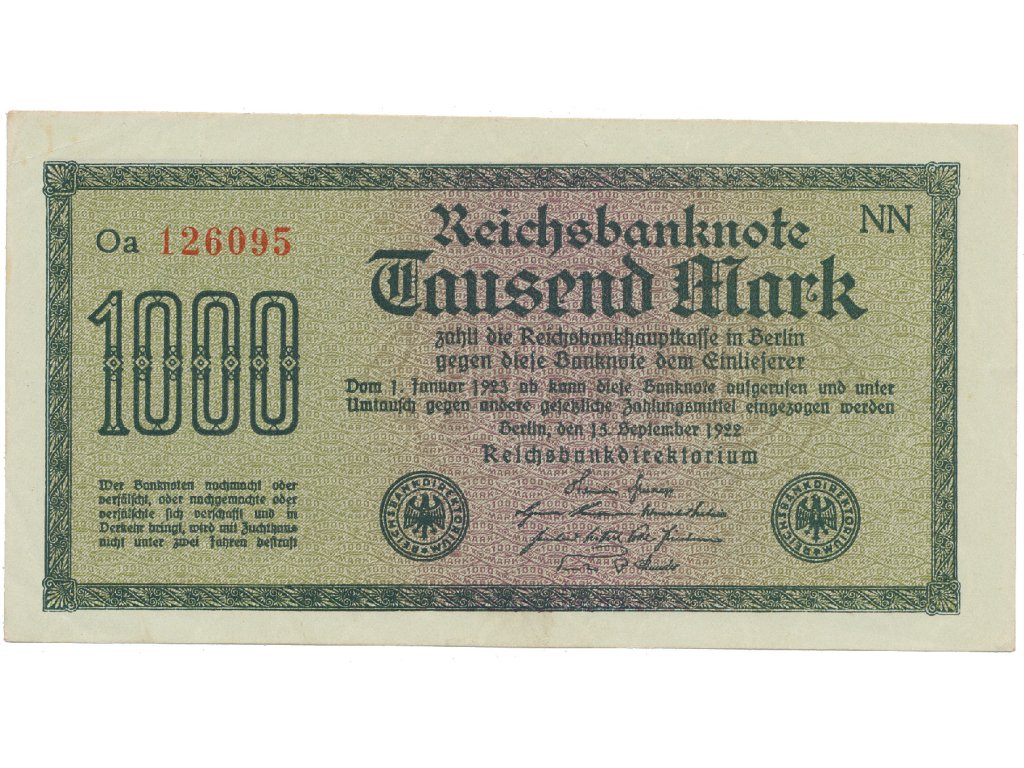 Reichsbanknote
NN
Oa 126095
Tausend Mark
1000
zahlt die Reichsbankhauptkasse in Berlin
gegen diese Banknote dem Einlieferer
Vom 1. Januar 1923 ab kann diese Banknote aufgerufen und unter
Umtausch gegen andere gesetzliche Zahlungsmittel eingezogen werden
Berlin, den 15. September 1922
Reichsbankdirektorium
Wer Banknoten nachmacht oder
verfälscht, oder nachgemachte oder
verfälschte sich verschafft und in
Verkehr bringt, wird mit Zuchthaus
nicht unter zwei Jahren bestraft
REICHSBANKDIREKTORIUM
REICHSBANKDIREKTORIUM